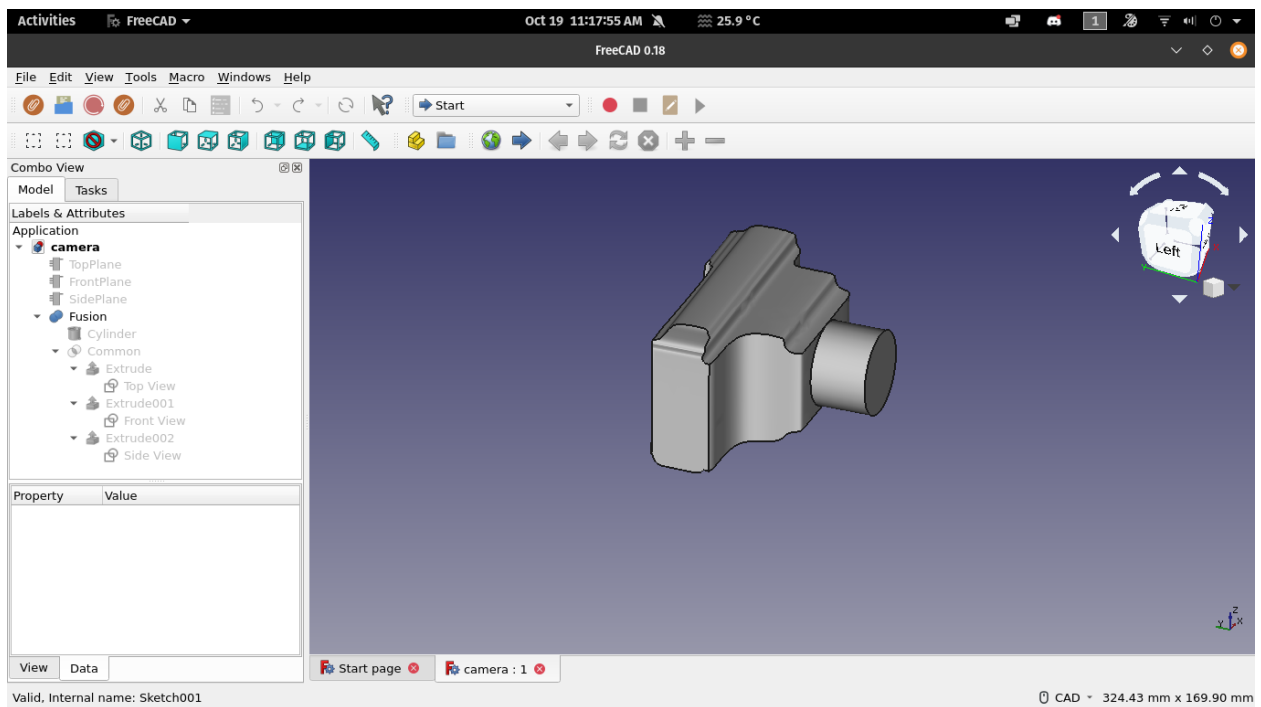 Activities FreeCAD Oct 19 11:17:55 AM 25.9 °C 1
FreeCAD 0.18
File Edit View Tools Macro Windows Help
Start
Combo View
Model Tasks
Labels & Attributes
Application
camera
TopPlane
FrontPlane
SidePlane
Fusion
Cylinder
Common
Extrude
Top View
Extrude001
Front View
Extrude002
Side View
Property Value
View Data
Left
Z
Z
Y X
Start page camera : 1
Valid, Internal name: Sketch001 CAD 324.43 mm x 169.90 mm